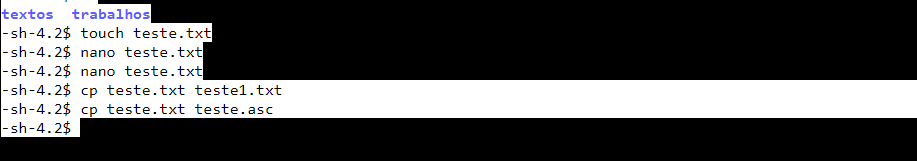 textos  trabalhos
-sh-4.2$ touch teste.txt
-sh-4.2$ nano teste.txt
-sh-4.2$ nano teste.txt
-sh-4.2$ cp teste.txt teste1.txt
-sh-4.2$ cp teste.txt teste.asc
-sh-4.2$